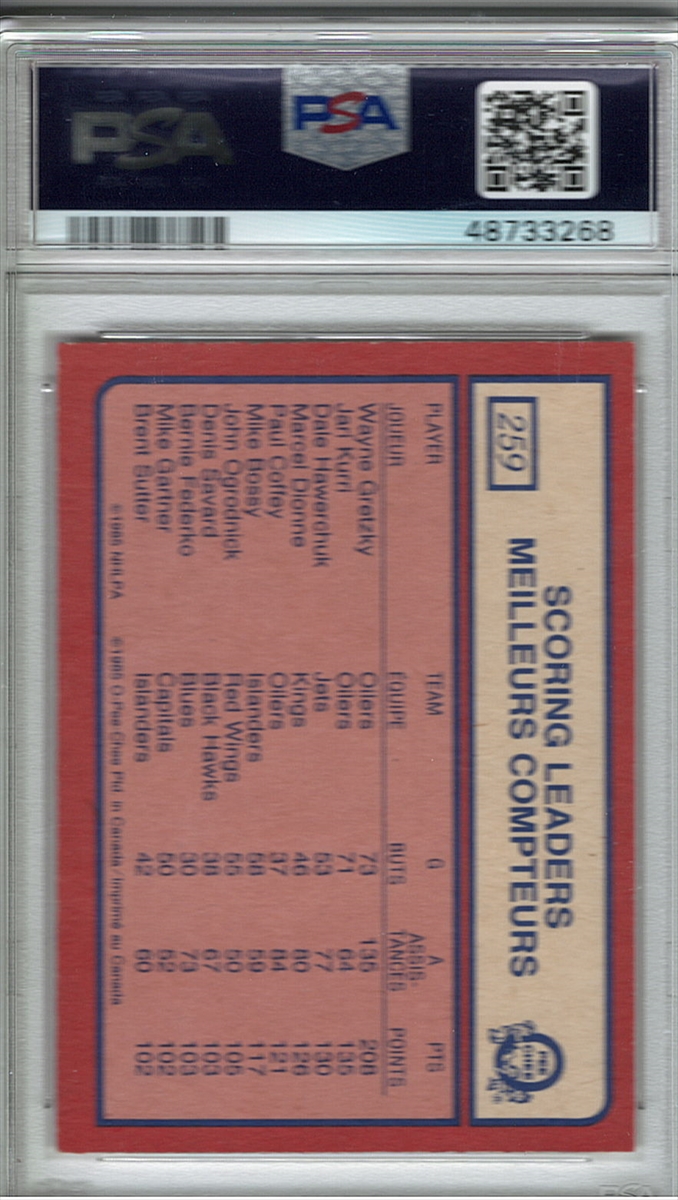 PSA
PSA
48733268
259
SCORING LEADERS
MEILLEURS COMPTEURS
O-PEE-CHEE
PLAYER TEAM G A PTS
JOUEUR ÉQUIPE BUTS ASSIS-TANCES POINTS
Wayne Gretzky Oilers 73 135 208
Jari Kurri Oilers 71 64 135
Dale Hawerchuk Jets 53 77 130
Marcel Dionne Kings 46 80 126
Paul Coffey Oilers 37 84 121
Mike Bossy Islanders 58 59 117
John Ogrodnick Red Wings 55 50 105
Denis Savard Black Hawks 38 67 105
Bernie Federko Blues 30 73 103
Mike Gartner Capitals 50 52 102
Brent Sutter Islanders 42 60 102
©1985 NHLPA ©1985 O-Pee-Chee Ptd. in Canada / Imprimé au Canada